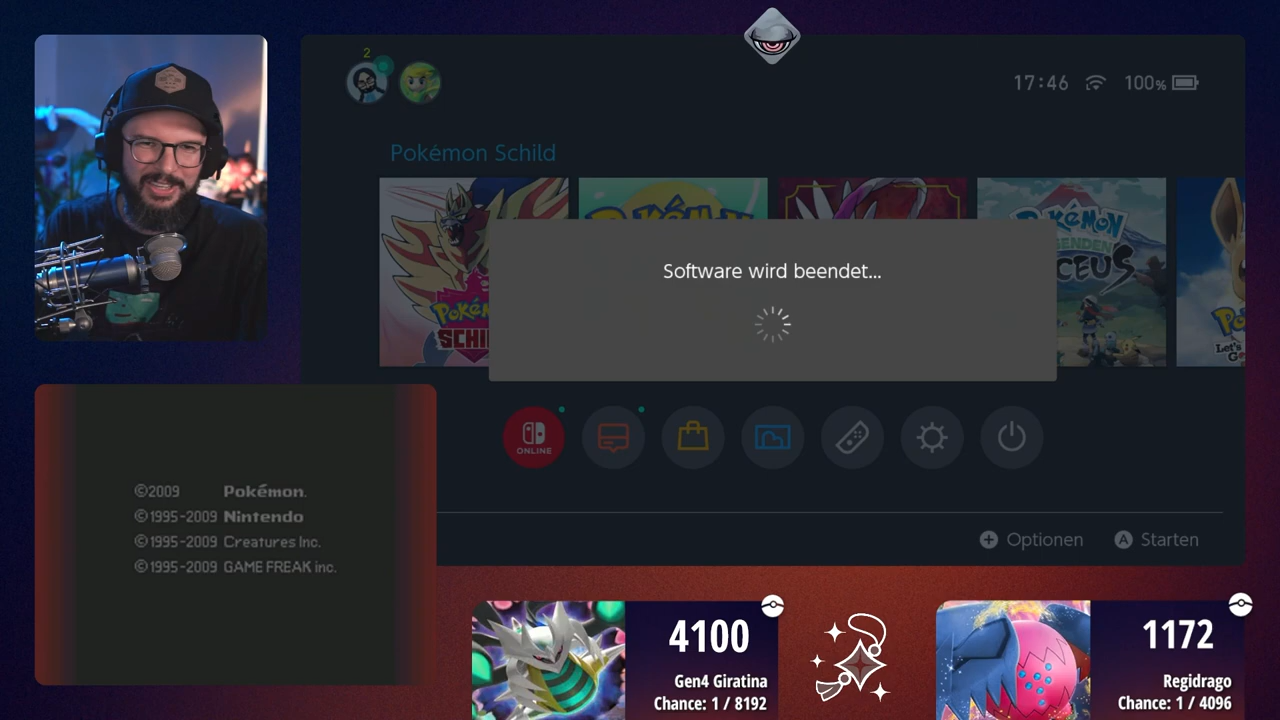 2
17:46
100%
Pokémon Schild
Software wird beendet...
ONLINE
Optionen
Starten
©2009 Pokémon.
©1995-2009 Nintendo
©1995-2009 Creatures Inc.
©1995-2009 GAME FREAK inc.
4100
Gen4 Giratina
Chance: 1 / 8192
1172
Regidrago
Chance: 1 / 4096